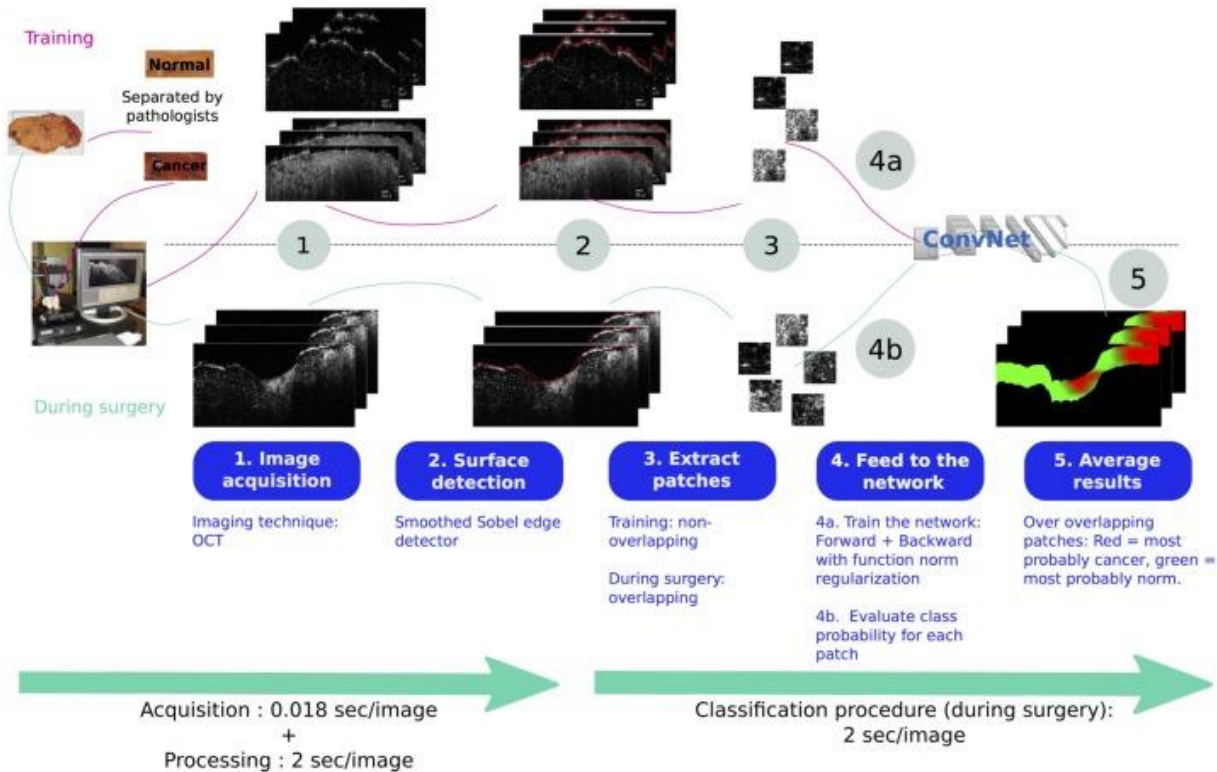 Training
Normal
Separated by
pathologists
Cancer
4a
1
2
3
ConvNet
5
4b
During surgery
1. Image
acquisition
Imaging technique:
OCT
2. Surface
detection
Smoothed Sobel edge
detector
3. Extract
patches
Training: non-
overlapping
During surgery:
overlapping
4. Feed to the
network
4a. Train the network:
Forward + Backward
with function norm
regularization
4b. Evaluate class
probability for each
patch
5. Average
results
Over overlapping
patches: Red = most
probably cancer, green =
most probably norm.
Acquisition : 0.018 sec/image
+
Processing : 2 sec/image
Classification procedure (during surgery):
2 sec/image